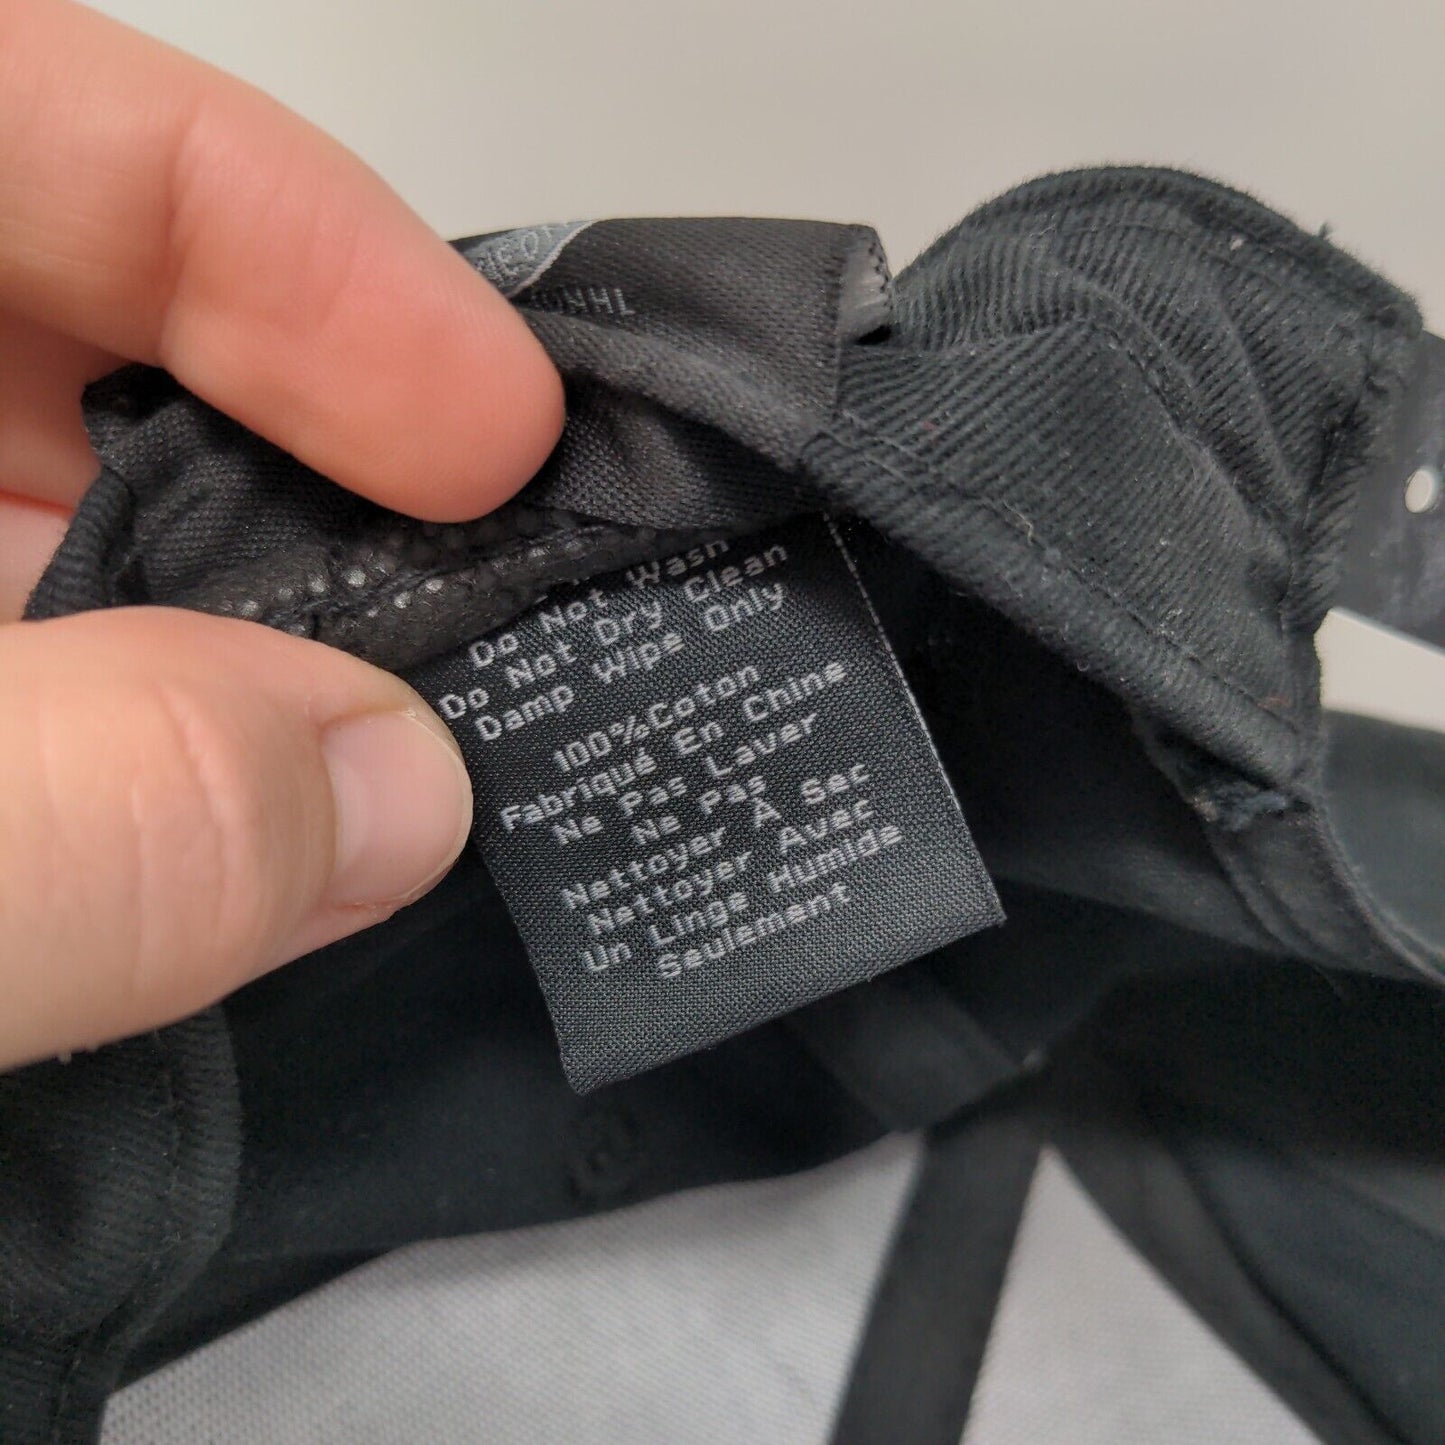 Do Not Wash
Do Not Dry Clean
Damp Wipe Only
100%Coton
Fabriqué En Chine
Ne Pas Laver
Ne Pas
Nettoyer À Sec
Nettoyer Avec
Un Linge Humide
Seulement